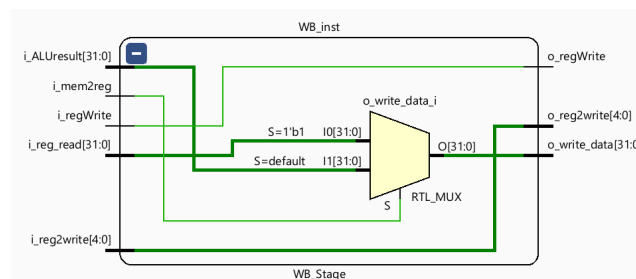 WB_inst
i_ALUresult[31:0]
i_mem2reg
i_regWrite
i_reg_read[31:0]
i_reg2write[4:0]
o_write_data_i
S=1'b1
I0[31:0]
S=default
I1[31:0]
O[31:0]
S
RTL_MUX
o_regWrite
o_reg2write[4:0]
o_write_data[31:0
WB_Stage